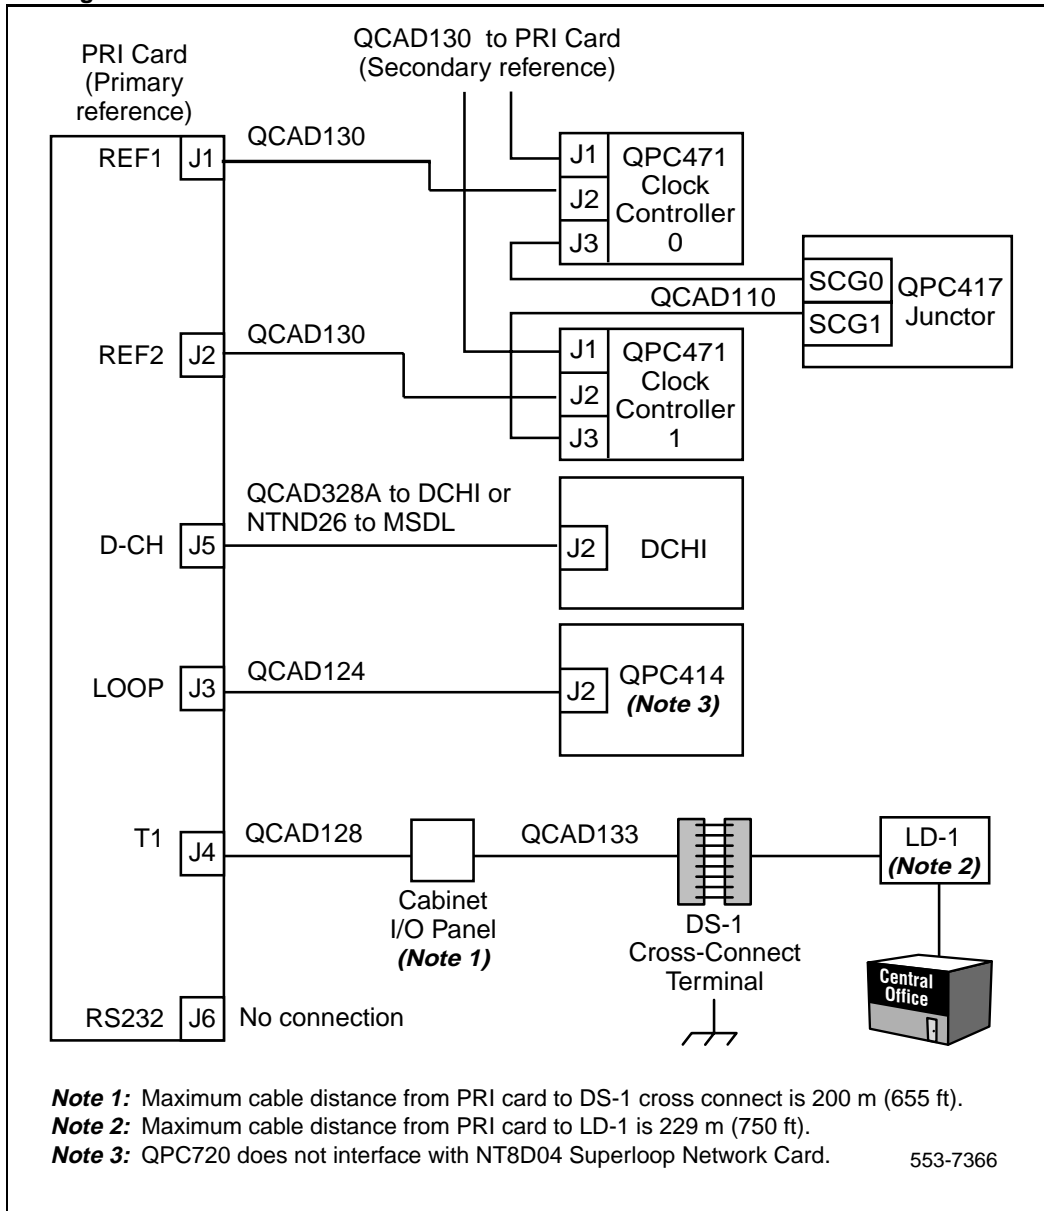 PRI Card
(Primary
reference)
QCAD130 to PRI Card
(Secondary reference)
REF1
J1
QCAD130
J1
J2
J3
QPC471
Clock
Controller
0
SCG0
SCG1
QPC417
Junctor
QCAD110
REF2
J2
QCAD130
J1
J2
J3
QPC471
Clock
Controller
1
D-CH
J5
QCAD328A to DCHI or
NTND26 to MSDL
J2
DCHI
LOOP
J3
QCAD124
J2
QPC414
(Note 3)
T1
J4
QCAD128
Cabinet
I/O Panel
(Note 1)
QCAD133
DS-1
Cross-Connect
Terminal
LD-1
(Note 2)
Central
Office
RS232
J6
No connection
Note 1: Maximum cable distance from PRI card to DS-1 cross connect is 200 m (655 ft).
Note 2: Maximum cable distance from PRI card to LD-1 is 229 m (750 ft).
Note 3: QPC720 does not interface with NT8D04 Superloop Network Card.
553-7366